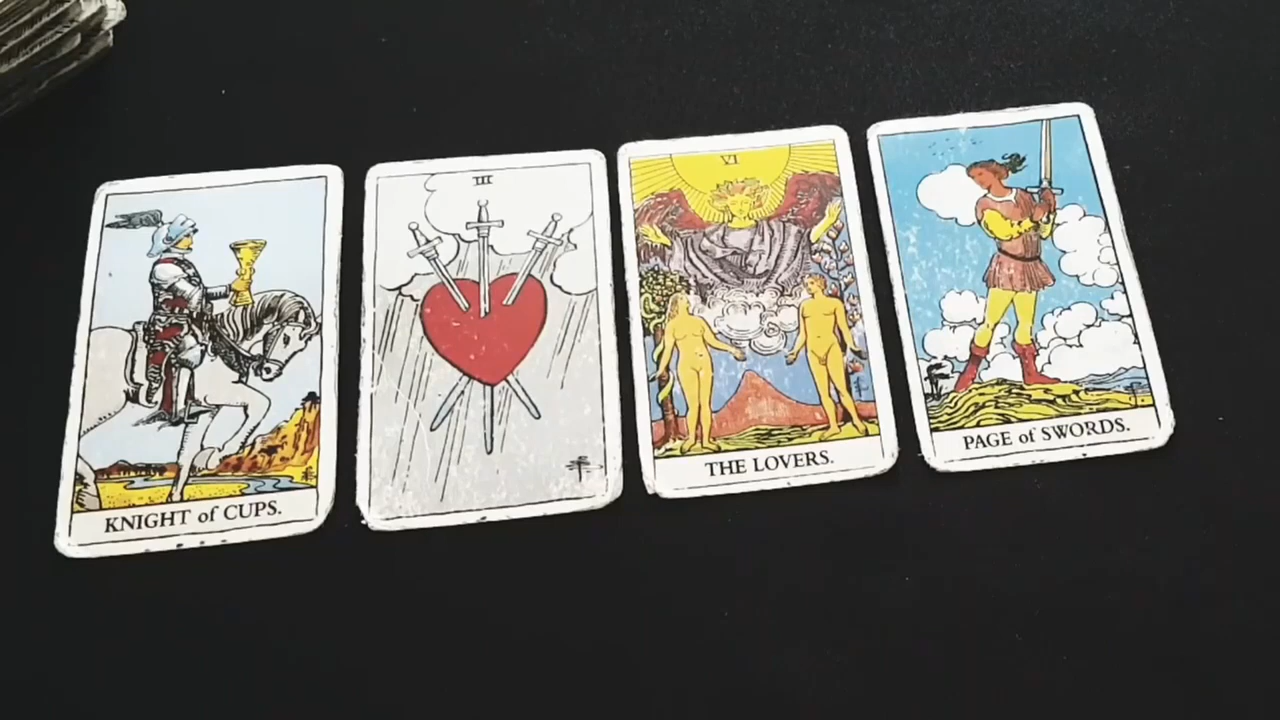 KNIGHT of CUPS.
III
VI
THE LOVERS.
PAGE of SWORDS.